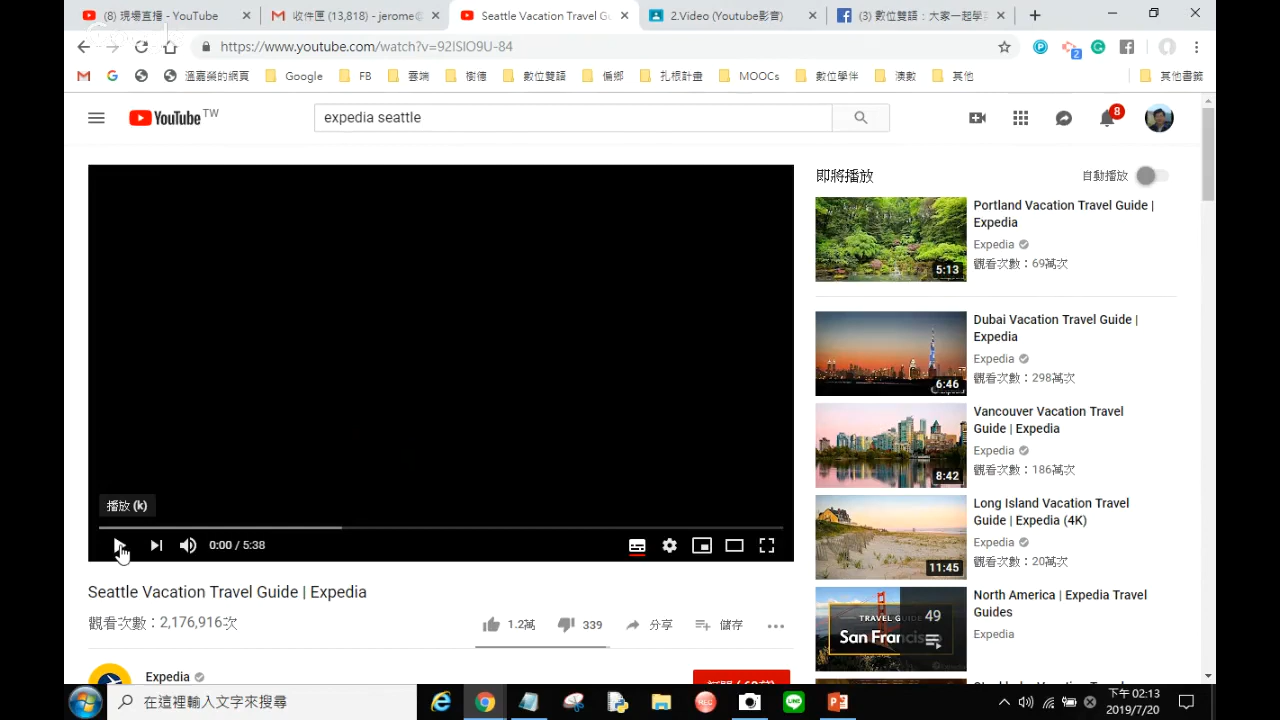 (8) 現場直播 - YouTube
收件匣 (13,818) - jerome@
Seattle Vacation Travel Gu
2.Video (Youtube影音)
(3) 數位雙語：大家一起學
https://www.youtube.com/watch?v=92ISlO9U-84
2
溫嘉榮的網頁
Google
FB
雲端
樹德
數位雙語
偏鄉
扎根計畫
MOOCs
數位學伴
澳數
其他
其他書籤
YouTube TW
expedia seattle
8
即將播放
自動播放
Portland Vacation Travel Guide |
Expedia
Expedia
觀看次數：69萬次
5:13
Dubai Vacation Travel Guide |
Expedia
Expedia
觀看次數：298萬次
6:46
Vancouver Vacation Travel
Guide | Expedia
Expedia
觀看次數：186萬次
8:42
Long Island Vacation Travel
Guide | Expedia (4K)
Expedia
觀看次數：20萬次
11:45
North America | Expedia Travel
Guides
Expedia
TRAVEL GUIDE
San Francisc
49
播放 (k)
0:00 / 5:38
Seattle Vacation Travel Guide | Expedia
觀看次數：2,176,916次
1.2萬
339
分享
儲存
Expedia
在這裡輸入文字來搜尋
REC
LINE
下午 02:13
2019/7/20